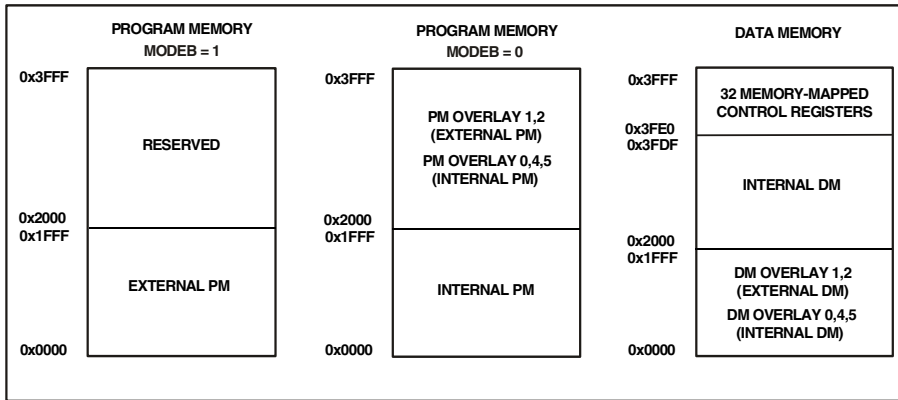 PROGRAM MEMORY
MODEB = 1
0x3FFF
RESERVED
0x2000
0x1FFF
EXTERNAL PM
0x0000
PROGRAM MEMORY
MODEB = 0
0x3FFF
PM OVERLAY 1,2
(EXTERNAL PM)
PM OVERLAY 0,4,5
(INTERNAL PM)
0x2000
0x1FFF
INTERNAL PM
0x0000
DATA MEMORY
0x3FFF
32 MEMORY-MAPPED
CONTROL REGISTERS
0x3FE0
0x3FDF
INTERNAL DM
0x2000
0x1FFF
DM OVERLAY 1,2
(EXTERNAL DM)
DM OVERLAY 0,4,5
(INTERNAL DM)
0x0000